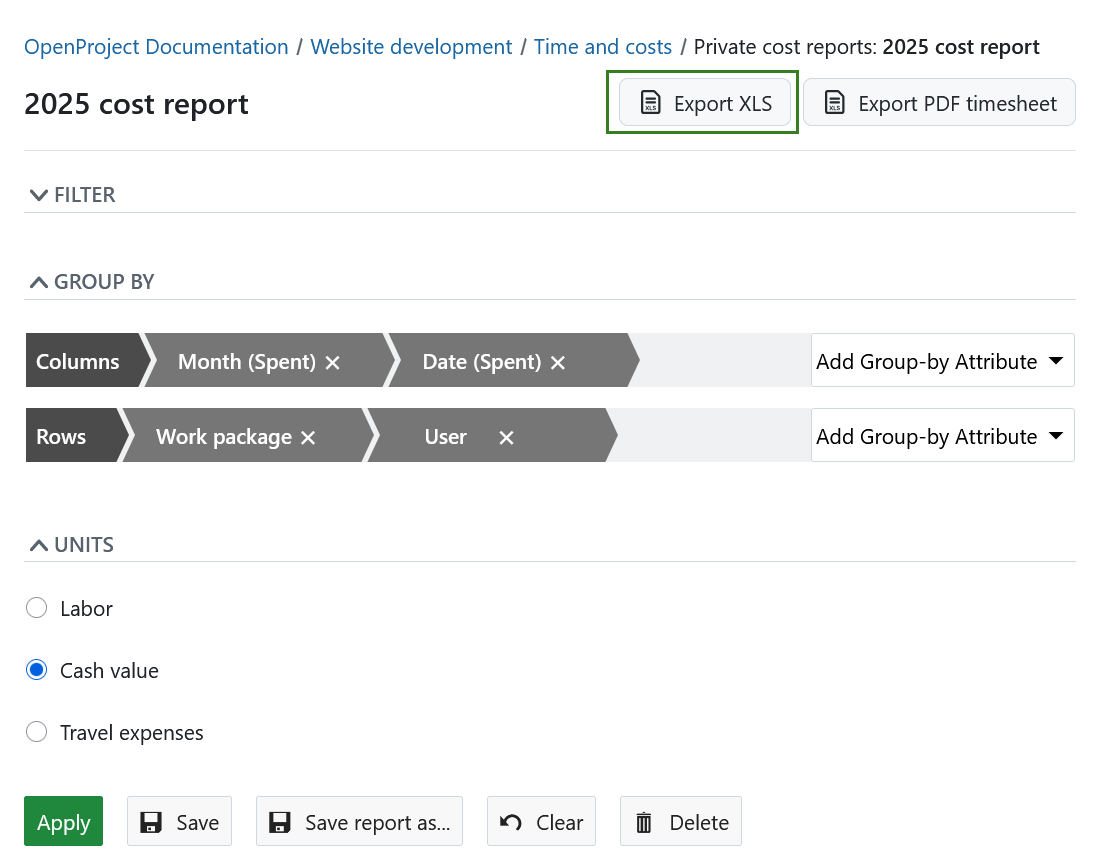 OpenProject Documentation / Website development / Time and costs / Private cost reports: 2025 cost report
2025 cost report
XLS Export XLS
XLS Export PDF timesheet
FILTER
GROUP BY
Columns Month (Spent) Date (Spent) Add Group-by Attribute
Rows Work package User Add Group-by Attribute
UNITS
Labor
Cash value
Travel expenses
Apply Save Save report as... Clear Delete